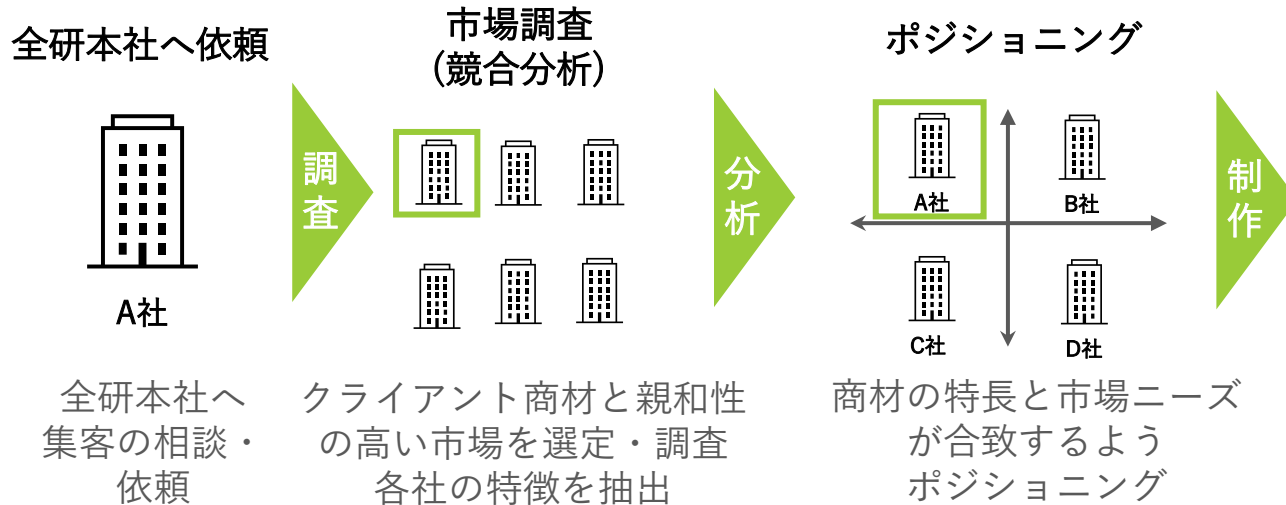 全研本社へ依頼
A社
全研本社へ
集客の相談・
依頼
調
査
市場調査
(競合分析)
クライアント商材と親和性
の高い市場を選定・調査
各社の特徴を抽出
分
析
ポジショニング
A社
B社
C社
D社
商材の特長と市場ニーズ
が合致するよう
ポジショニング
制
作